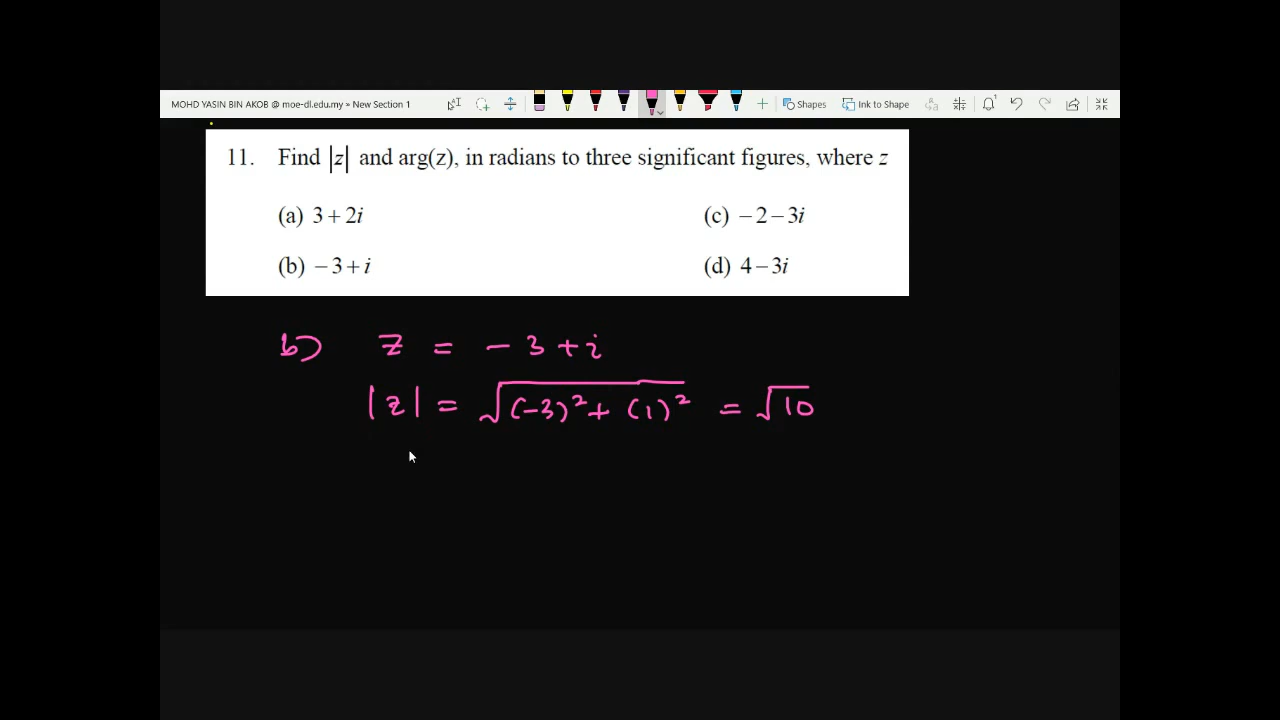 MOHD YASIN BIN AKOB @ moe-dl.edu.my » New Section 1
Shapes
Ink to Shape
1
11. Find |z| and arg(z), in radians to three significant figures, where z
(a) 3 + 2i (c) − 2 − 3i
(b) − 3 + i (d) 4 − 3i
b) z = − 3 + i
|z| = √((-3)² + (1)²) = √10